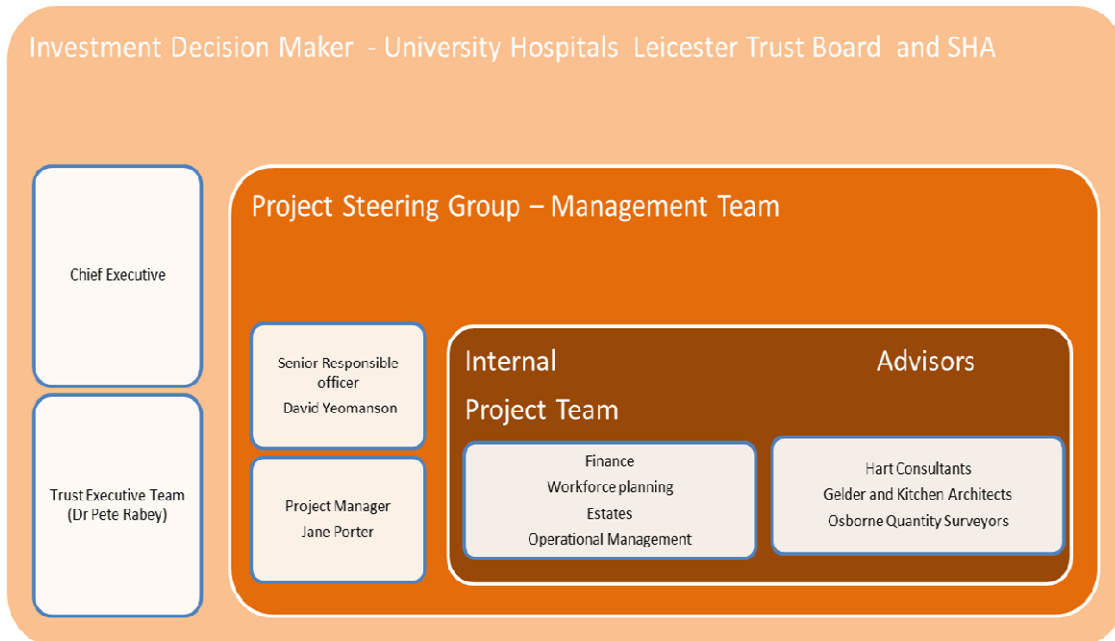 Investment Decision Maker - University Hospitals Leicester Trust Board and SHA
Chief Executive
Trust Executive Team
(Dr Pete Rabey)
Project Steering Group – Management Team
Senior Responsible
officer
David Yeomanson
Project Manager
Jane Porter
Internal
Project Team
Finance
Workforce planning
Estates
Operational Management
Advisors
Hart Consultants
Gelder and Kitchen Architects
Osborne Quantity Surveyors